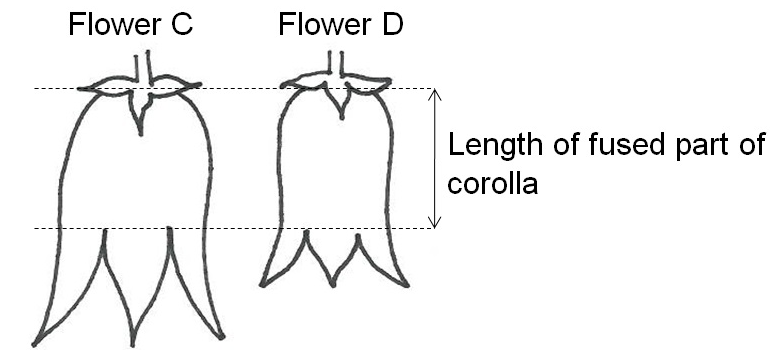 Flower C
Flower D
Length of fused part of
corolla